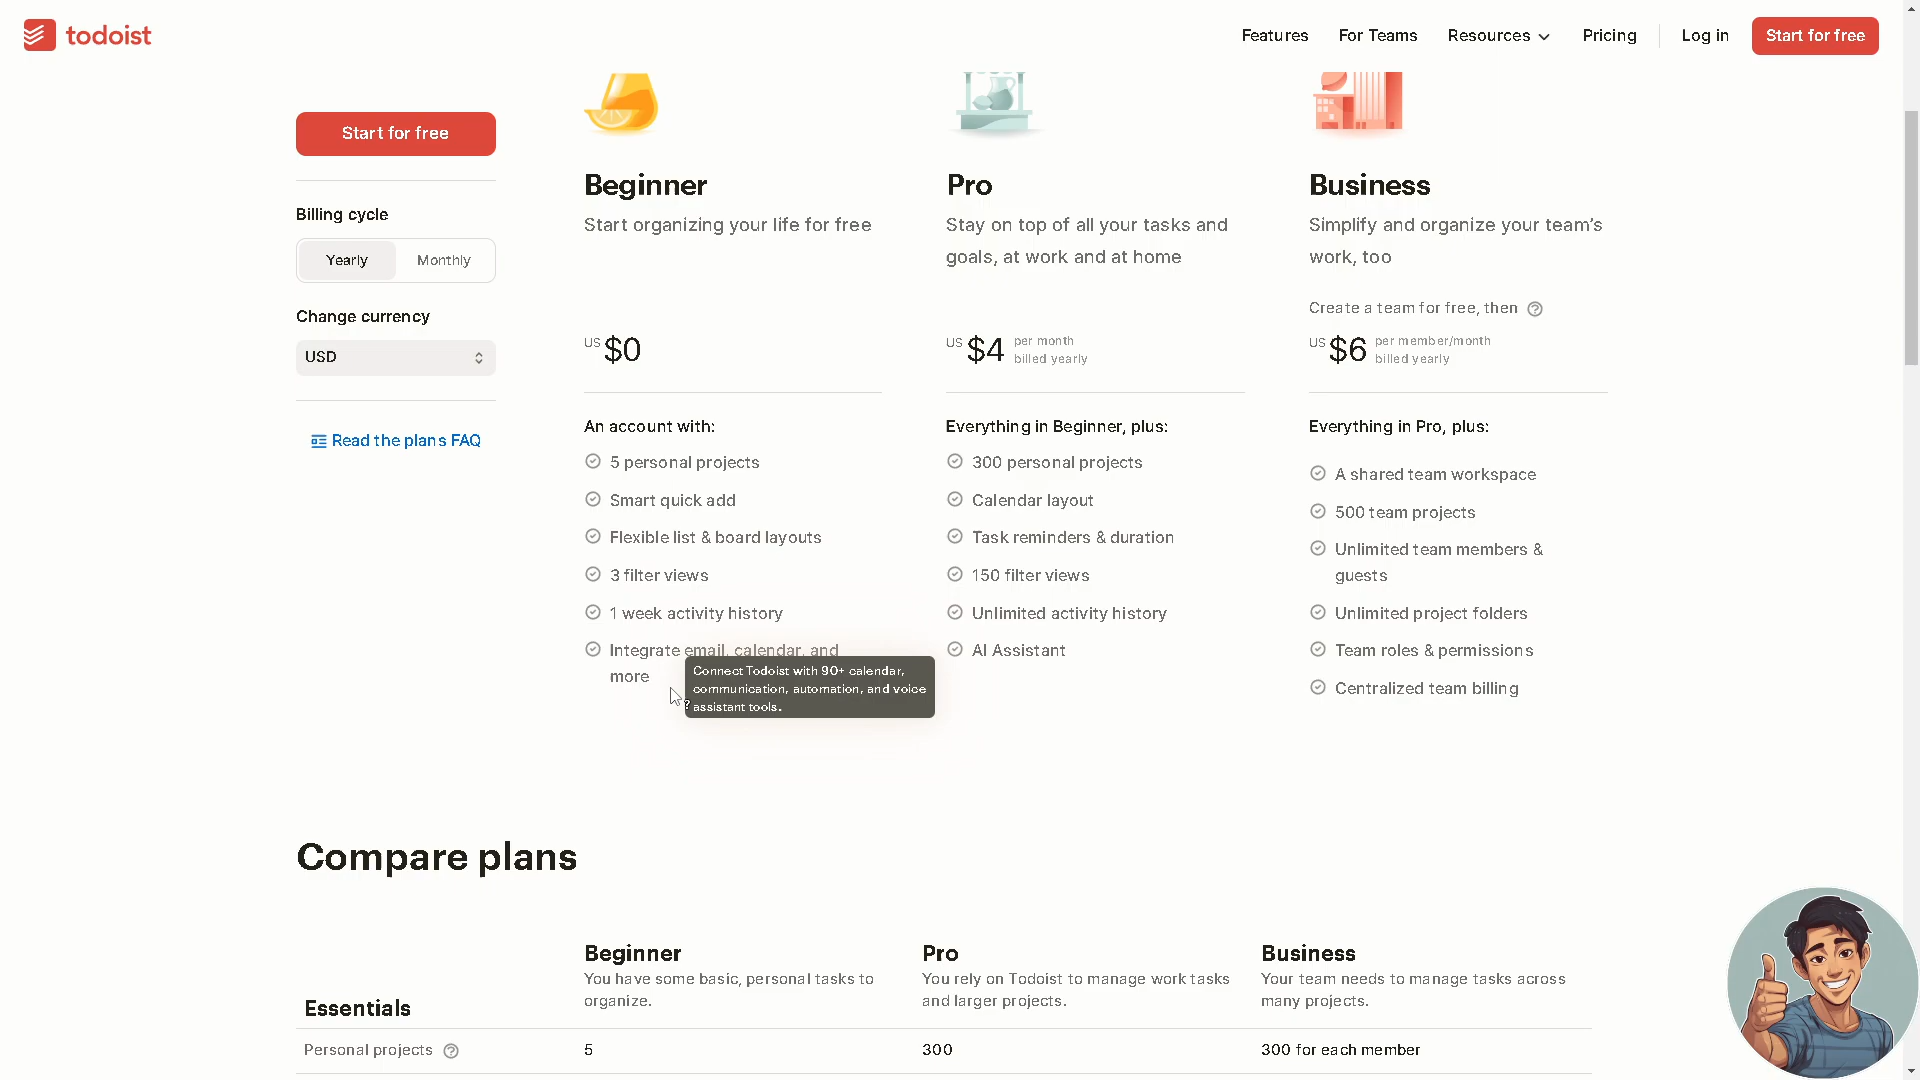 todoist
Features
For Teams
Resources
Pricing
Log in
Start for free
Start for free
Billing cycle
Yearly
Monthly
Change currency
USD
Read the plans FAQ
Beginner
Start organizing your life for free
US $0
An account with:
5 personal projects
Smart quick add
Flexible list & board layouts
3 filter views
1 week activity history
Integrate email, calendar, and
more
Connect Todoist with 90+ calendar,
communication, automation, and voice
assistant tools.
Pro
Stay on top of all your tasks and
goals, at work and at home
US $4 per month
billed yearly
Everything in Beginner, plus:
300 personal projects
Calendar layout
Task reminders & duration
150 filter views
Unlimited activity history
AI Assistant
Business
Simplify and organize your team's
work, too
Create a team for free, then
US $6 per member/month
billed yearly
Everything in Pro, plus:
A shared team workspace
500 team projects
Unlimited team members &
guests
Unlimited project folders
Team roles & permissions
Centralized team billing
Compare plans
Essentials
Beginner
You have some basic, personal tasks to
organize.
Pro
You rely on Todoist to manage work tasks
and larger projects.
Business
Your team needs to manage tasks across
many projects.
Personal projects
5
300
300 for each member